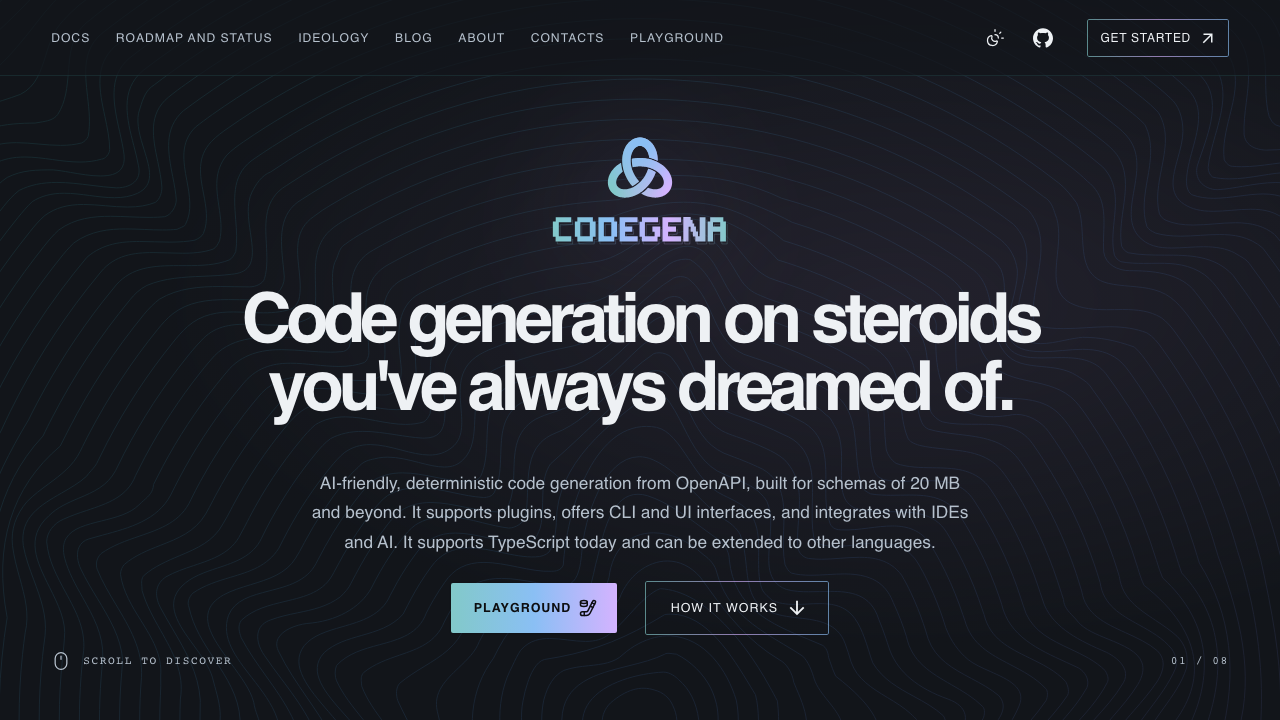 DOCS ROADMAP AND STATUS IDEOLOGY BLOG ABOUT CONTACTS PLAYGROUND GET STARTED
CODEGENA
Code generation on steroids
you've always dreamed of.
AI-friendly, deterministic code generation from OpenAPI, built for schemas of 20 MB
and beyond. It supports plugins, offers CLI and UI interfaces, and integrates with IDEs
and AI. It supports TypeScript today and can be extended to other languages.
PLAYGROUND HOW IT WORKS
SCROLL TO DISCOVER 01 / 08